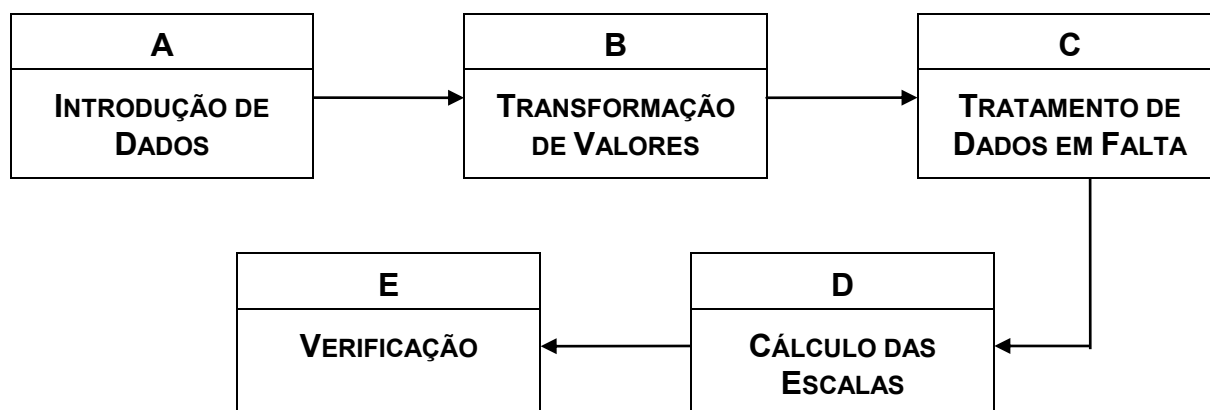 A
INTRODUÇÃO DE
DADOS
B
TRANSFORMAÇÃO
DE VALORES
C
TRATAMENTO DE
DADOS EM FALTA
D
CÁLCULO DAS
ESCALAS
E
VERIFICAÇÃO